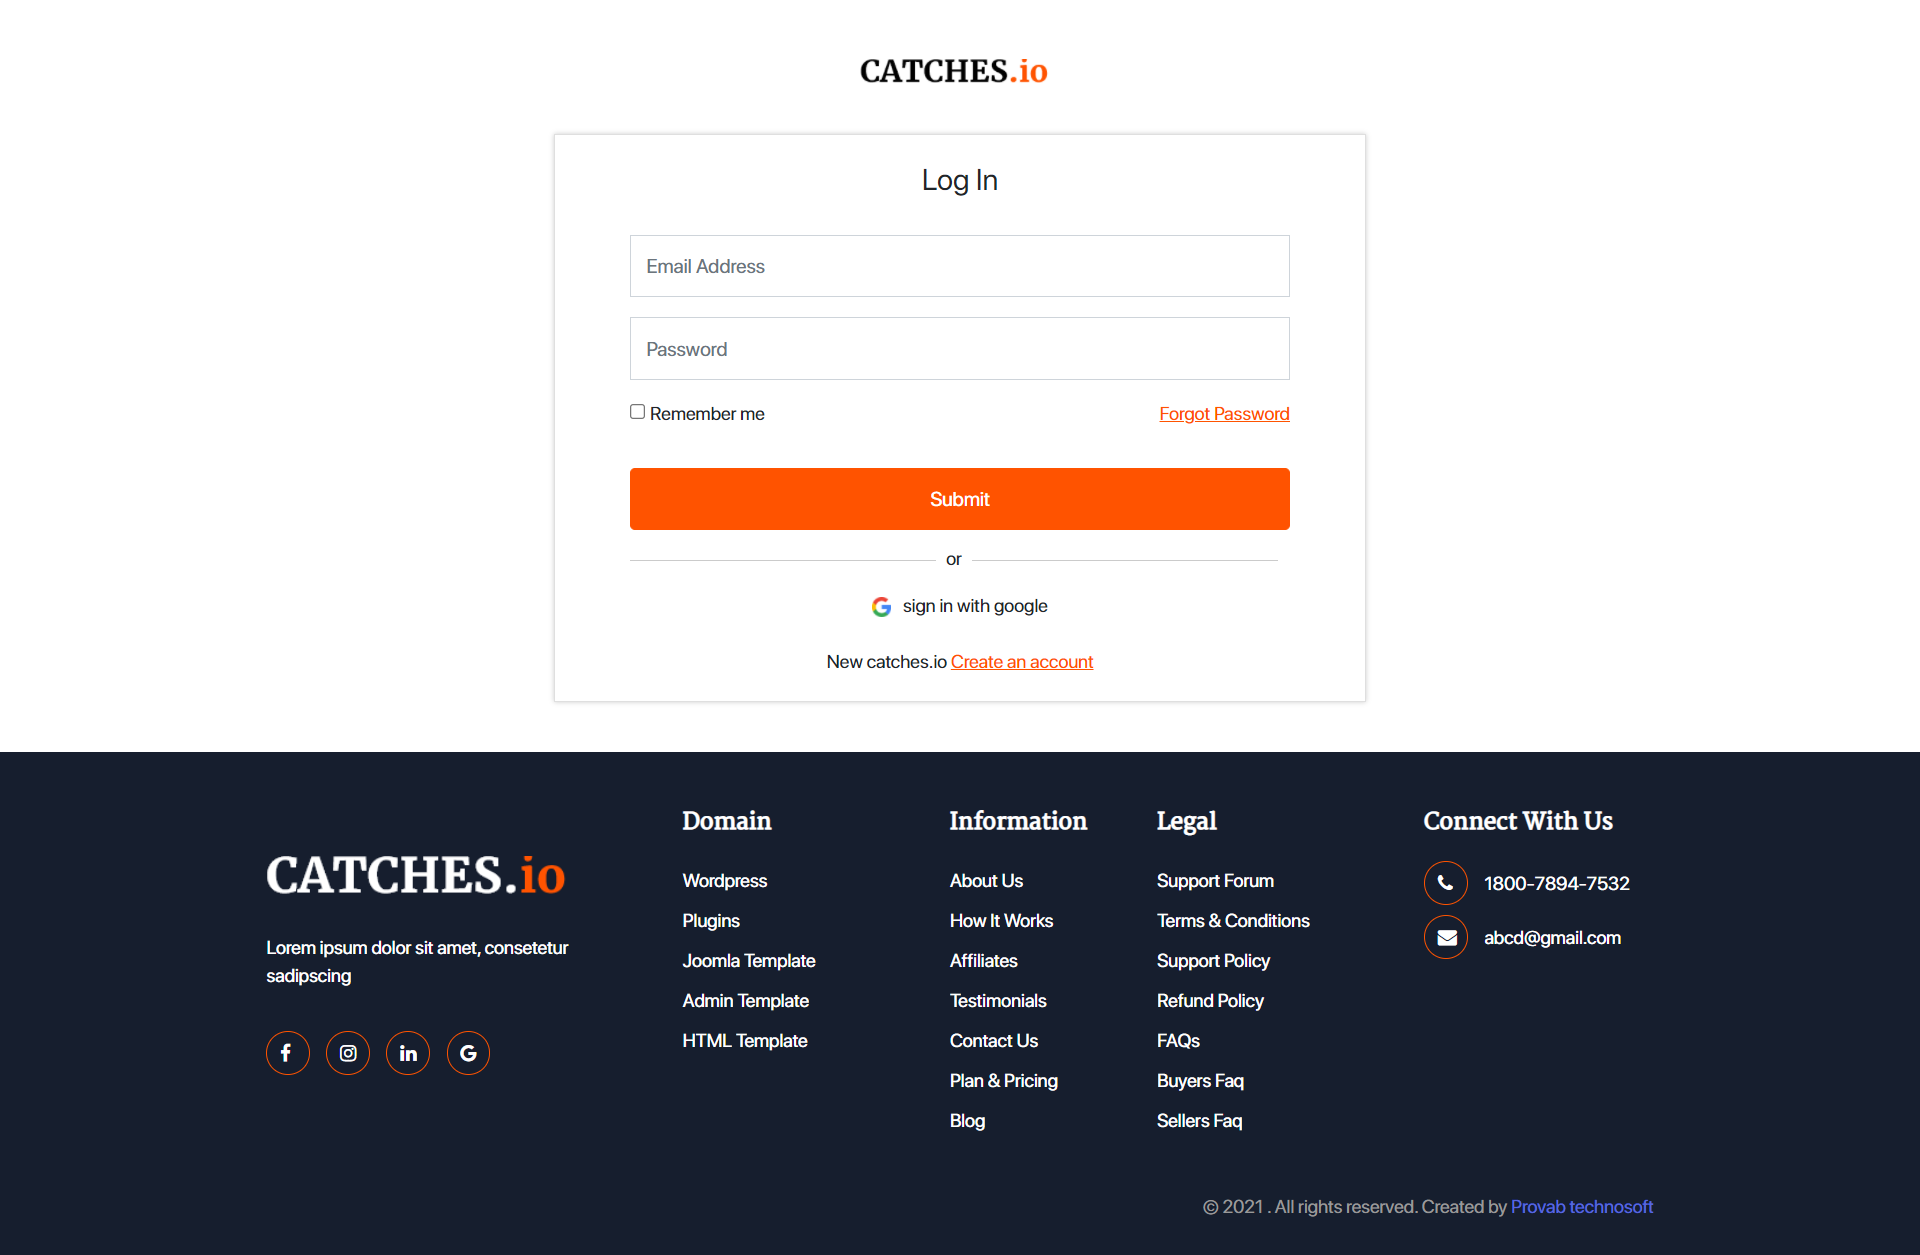 CATCHES.io
Log In
Email Address
Password
Remember me
Forgot Password
Submit
or
sign in with google
New catches.io Create an account
CATCHES.io
Lorem ipsum dolor sit amet, consetetur
sadipscing
Domain
Wordpress
Plugins
Joomla Template
Admin Template
HTML Template
Information
About Us
How It Works
Affiliates
Testimonials
Contact Us
Plan & Pricing
Blog
Legal
Support Forum
Terms & Conditions
Support Policy
Refund Policy
FAQs
Buyers Faq
Sellers Faq
Connect With Us
1800-7894-7532
abcd@gmail.com
© 2021 . All rights reserved. Created by Provab technosoft